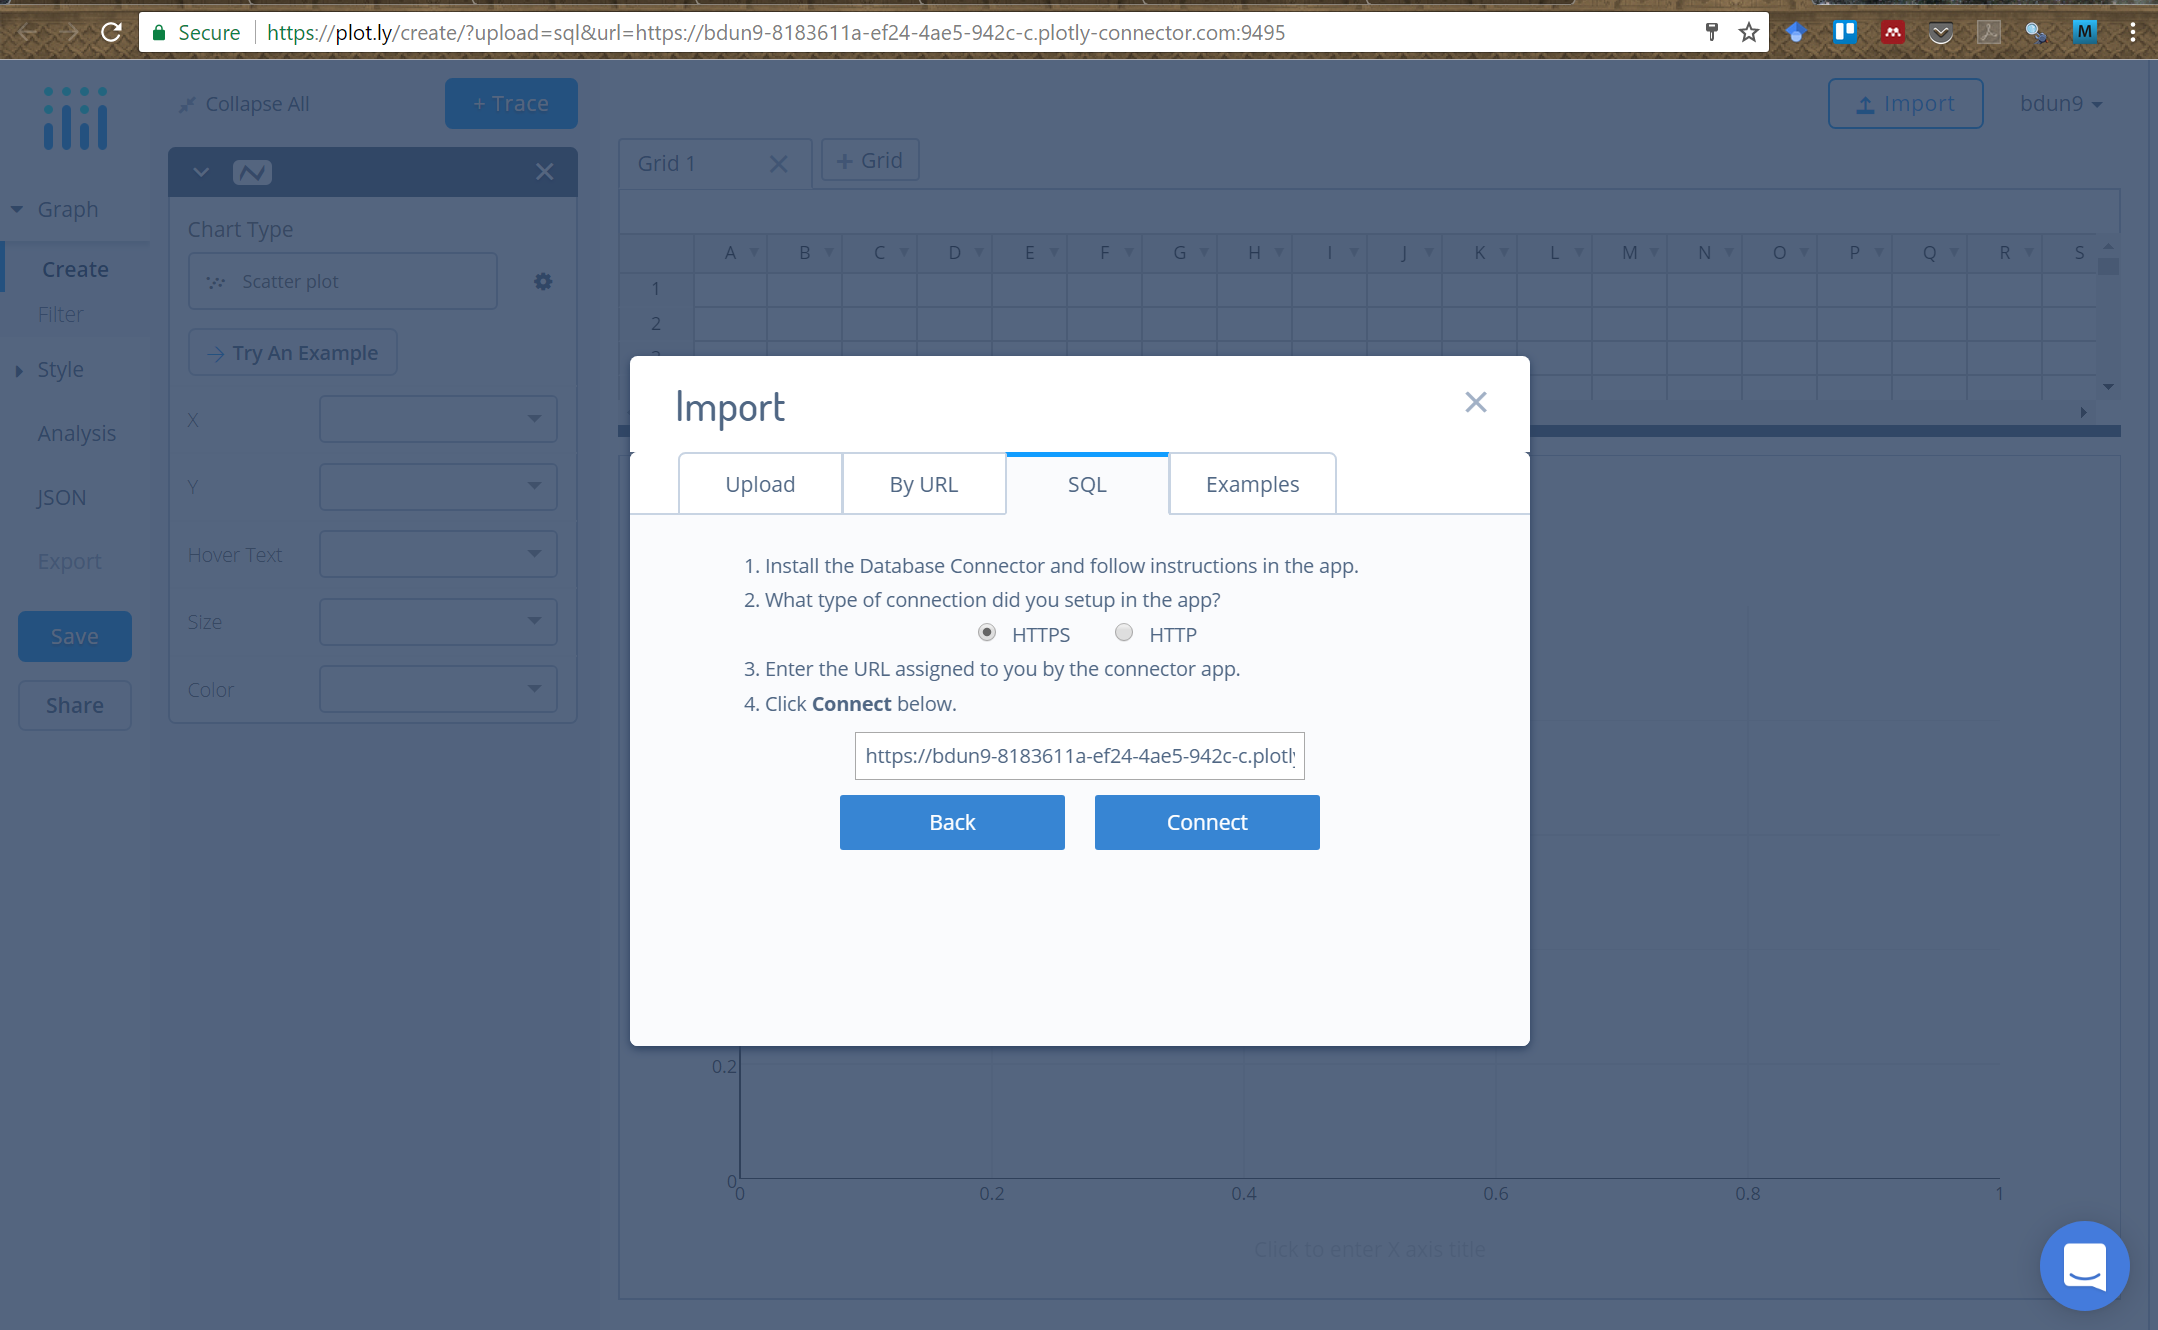 Secure https://plot.ly/create/?upload=sql&url=https://bdun9-8183611a-ef24-4ae5-942c-c.plotly-connector.com:9495
M
Collapse All
+ Trace
Import
bdun9
Graph
Create
Filter
Style
Analysis
JSON
Export
Save
Share
Chart Type
Scatter plot
Try An Example
X
Y
Hover Text
Size
Color
Grid 1
+ Grid
A B C D E F G H I J K L M N O P Q R S
1
2
Import
Upload
By URL
SQL
Examples
1. Install the Database Connector and follow instructions in the app.
2. What type of connection did you setup in the app?
HTTPS HTTP
3. Enter the URL assigned to you by the connector app.
4. Click Connect below.
https://bdun9-8183611a-ef24-4ae5-942c-c.plotly
Back
Connect
0.2
0
0 0.2 0.4 0.6 0.8 1
Click to enter X axis title